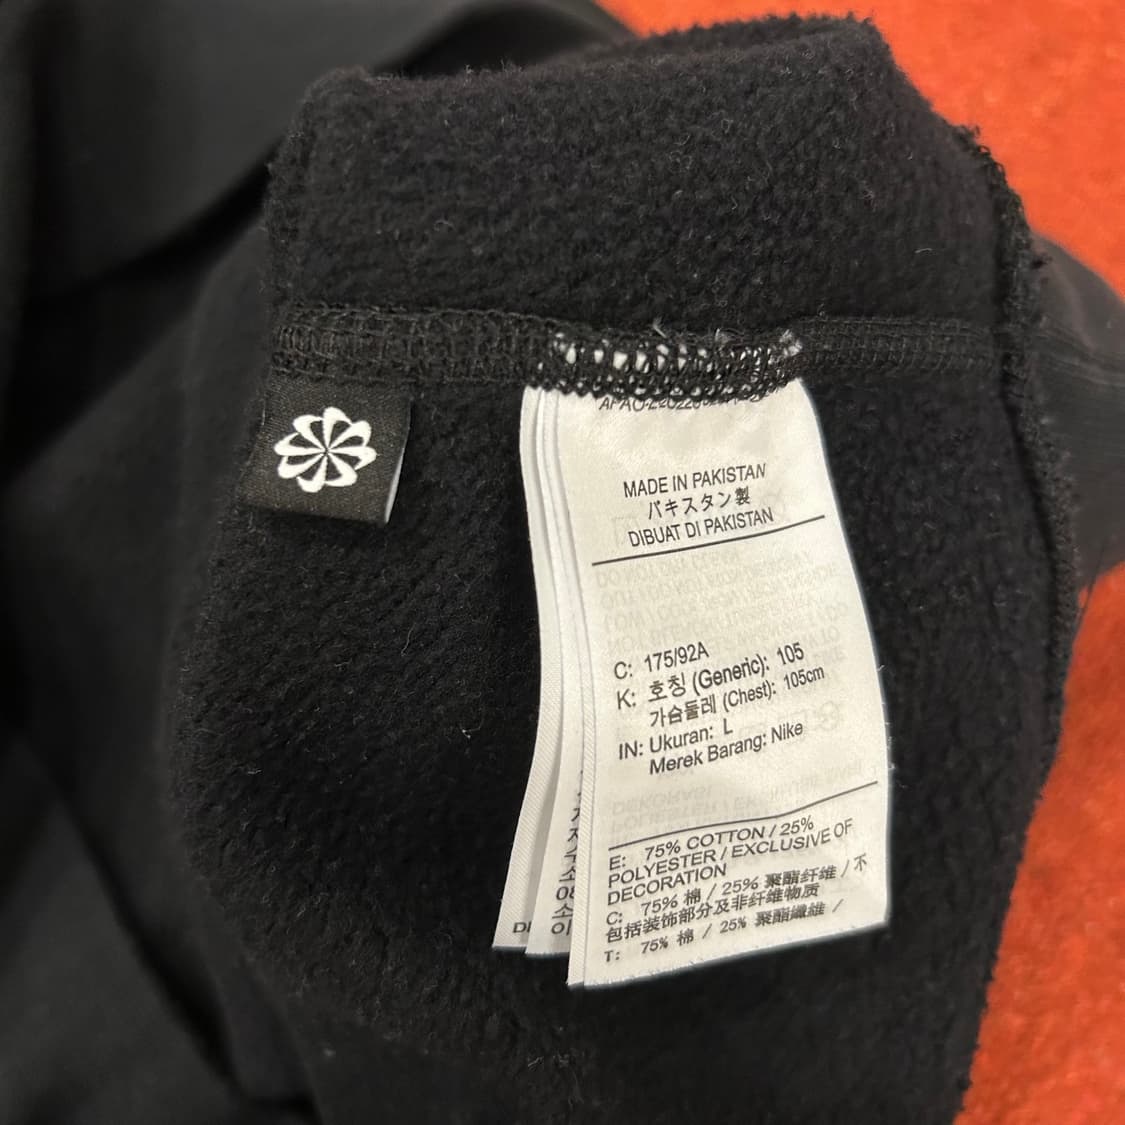 MADE IN PAKISTAN
パキスタン製
DIBUAT DI PAKISTAN
C: 175/92A
K: 호칭 (Generic): 105
가슴둘레 (Chest): 105cm
IN: Ukuran: L
Merek Barang: Nike
E: 75% COTTON / 25%
POLYESTER / EXCLUSIVE OF
DECORATION
C: 75% 棉 / 25% 聚酯纤维 / 不
包括装饰部分及非纤维物质
T: 75% 棉 / 25% 聚酯纖維 /